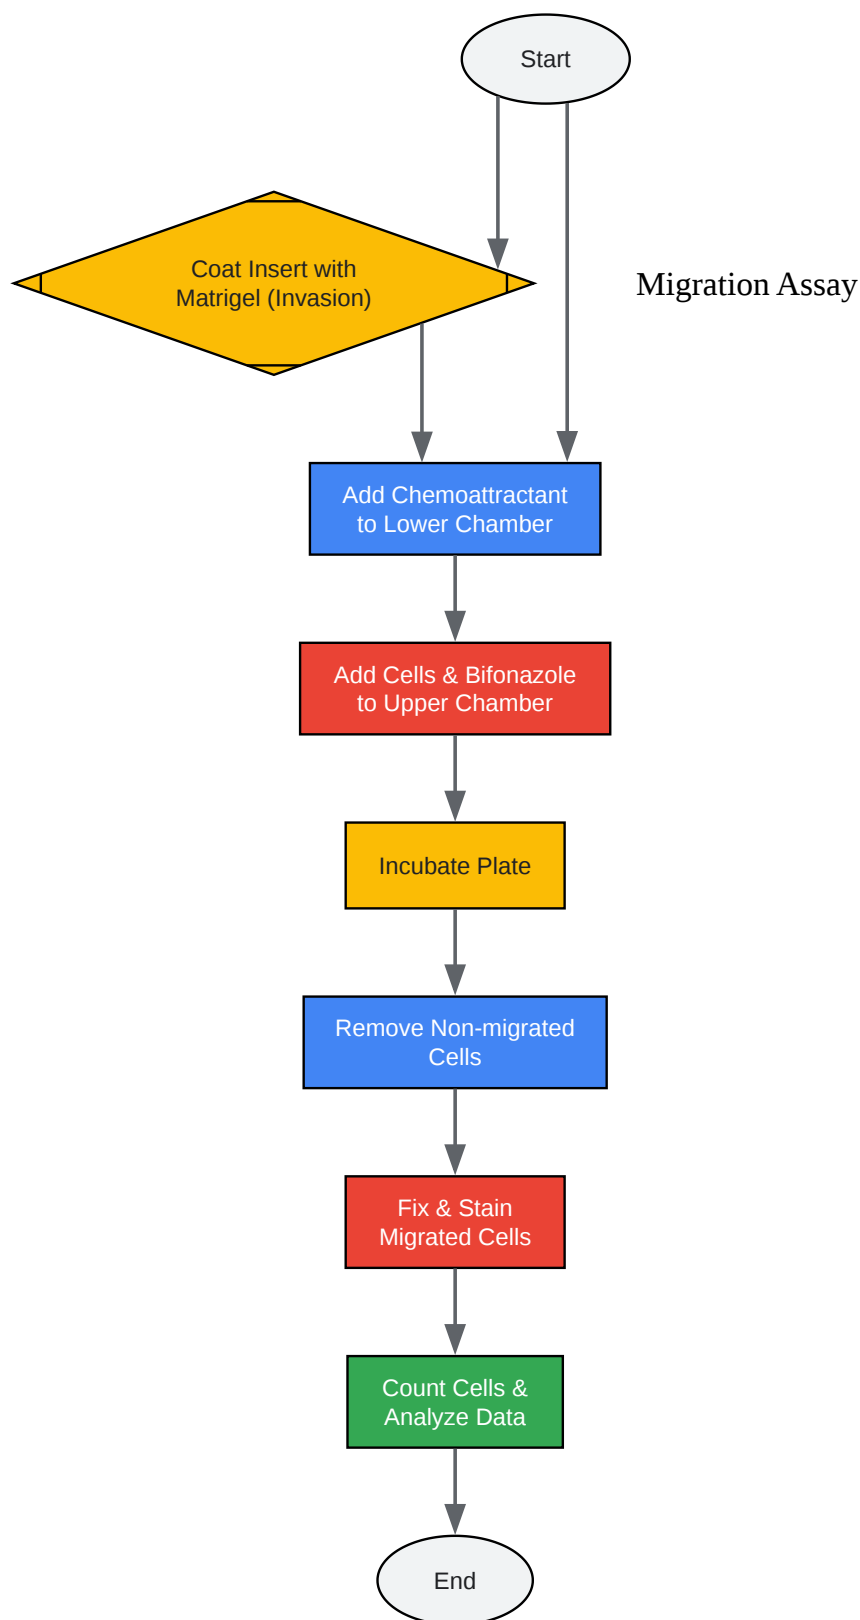 Start
Coat Insert with
Matrigel (Invasion)
Migration Assay
Add Chemoattractant
to Lower Chamber
Add Cells & Bifonazole
to Upper Chamber
Incubate Plate
Remove Non-migrated
Cells
Fix & Stain
Migrated Cells
Count Cells &
Analyze Data
End